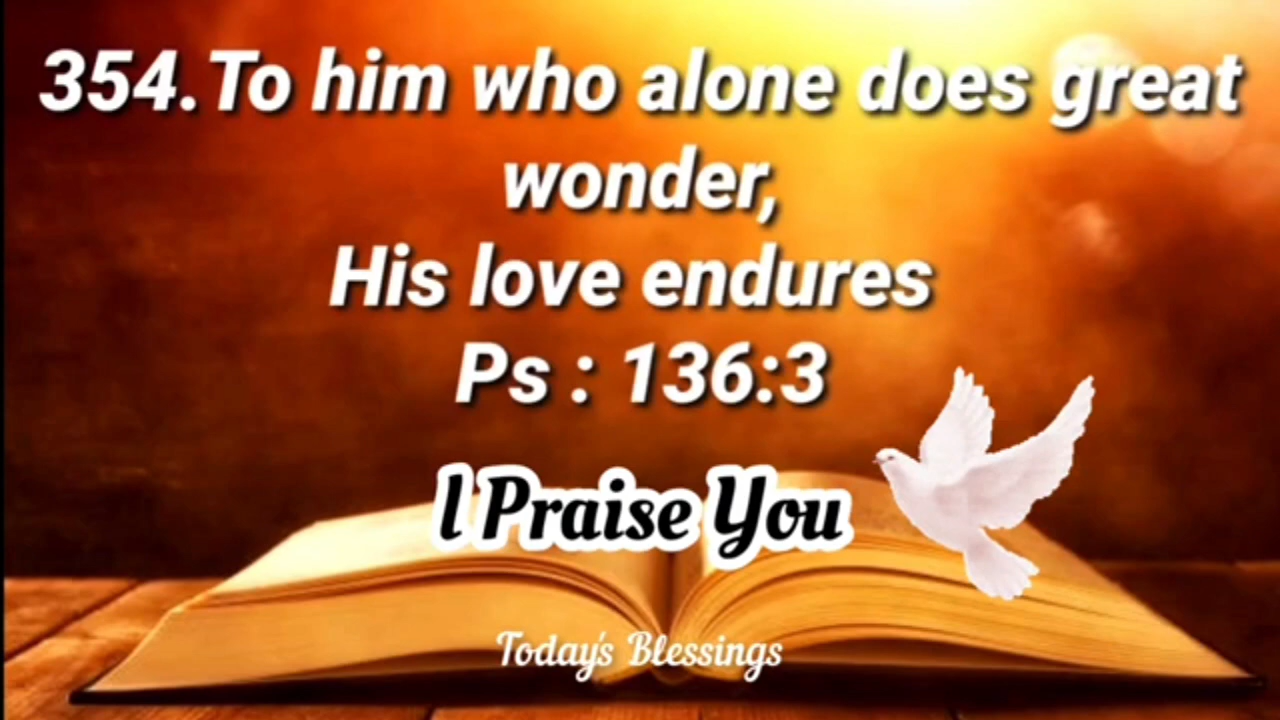 354.To him who alone does great
wonder,
His love endures
Ps : 136:3
I Praise You
Today's Blessings